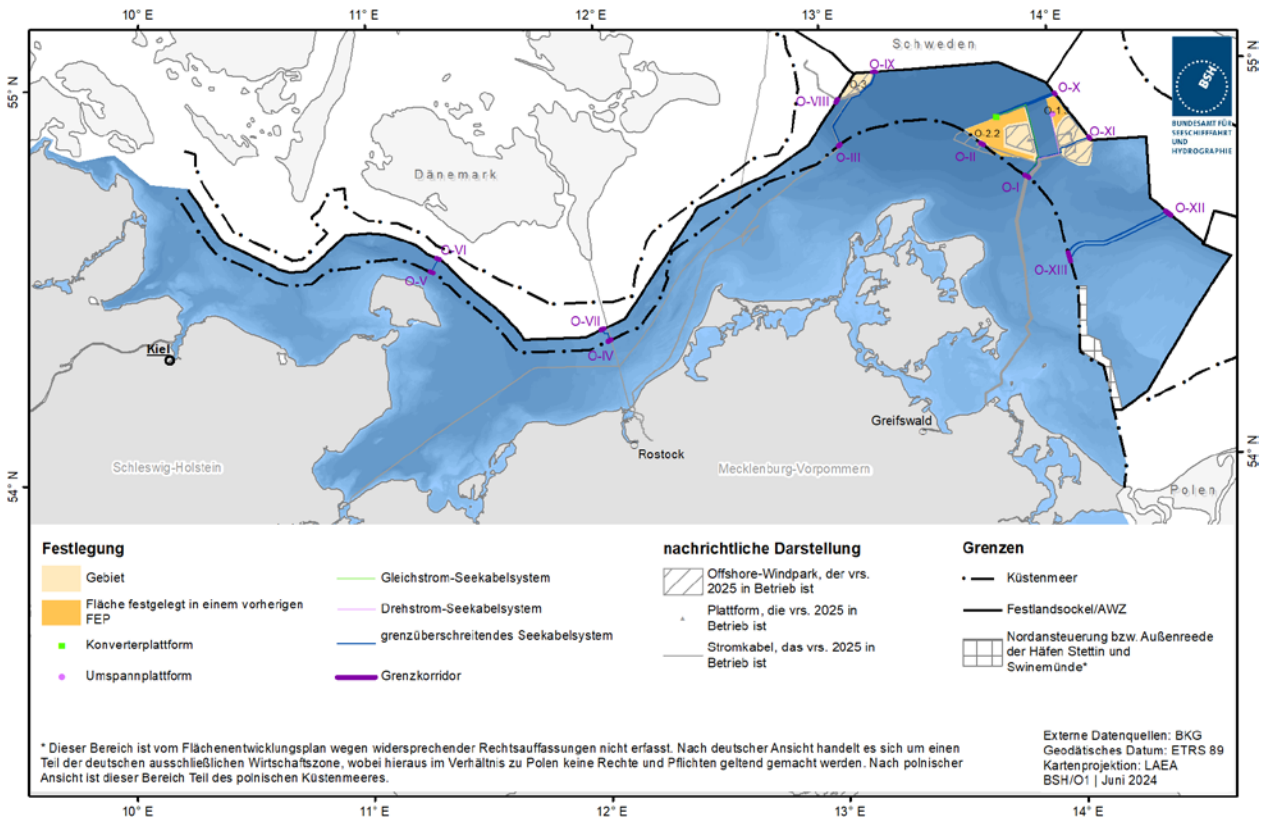 10° E
11° E
12° E
13° E
14° E
55° N
55° N
Schweden
O-IX
O-3
O-VIII
O-X
O-1
O-XI
O-2.2
O-II
O-III
O-I
O-XII
O-XIII
BSH
BUNDESAMT FÜR
SEESCHIFFFAHRT
UND
HYDROGRAPHIE
Dänemark
O-VI
O-V
O-VII
O-IV
Kiel
Greifswald
Rostock
Schleswig-Holstein
Mecklenburg-Vorpommern
Polen
54° N
54° N
Festlegung
Gebiet
Fläche festgelegt in einem vorherigen
FEP
Konverterplattform
Umspannplattform
Gleichstrom-Seekabelsystem
Drehstrom-Seekabelsystem
grenzüberschreitendes Seekabelsystem
Grenzkorridor
nachrichtliche Darstellung
Offshore-Windpark, der vrs.
2025 in Betrieb ist
Plattform, die vrs. 2025 in
Betrieb ist
Stromkabel, das vrs. 2025 in
Betrieb ist
Grenzen
Küstenmeer
Festlandsockel/AWZ
Nordansteuerung bzw. Außenreede
der Häfen Stettin und
Swinemünde*
* Dieser Bereich ist vom Flächenentwicklungsplan wegen widersprechender Rechtsauffassungen nicht erfasst. Nach deutscher Ansicht handelt es sich um einen
Teil der deutschen ausschließlichen Wirtschaftszone, wobei hieraus im Verhältnis zu Polen keine Rechte und Pflichten geltend gemacht werden. Nach polnischer
Ansicht ist dieser Bereich Teil des polnischen Küstenmeeres.
Externe Datenquellen: BKG
Geodätisches Datum: ETRS 89
Kartenprojektion: LAEA
BSH/O1 | Juni 2024
10° E
11° E
12° E
13° E
14° E